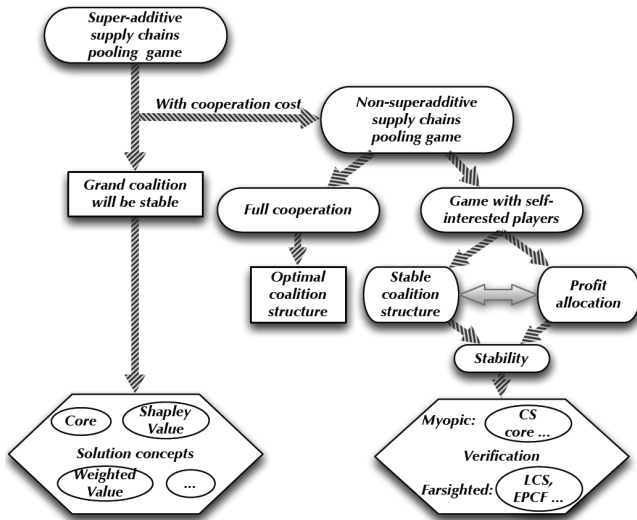 Super-additive
supply chains
pooling game
With cooperation cost
Non-superadditive
supply chains
pooling game
Grand coalition
will be stable
Full cooperation
Game with self-
interested players
Optimal
coalition
structure
Stable
coalition
structure
Profit
allocation
Stability
Core
Shapley
Value
Solution concepts
Weighted
Value
...
Myopic:
CS
core ...
Verification
Farsighted:
LCS,
EPCF ...